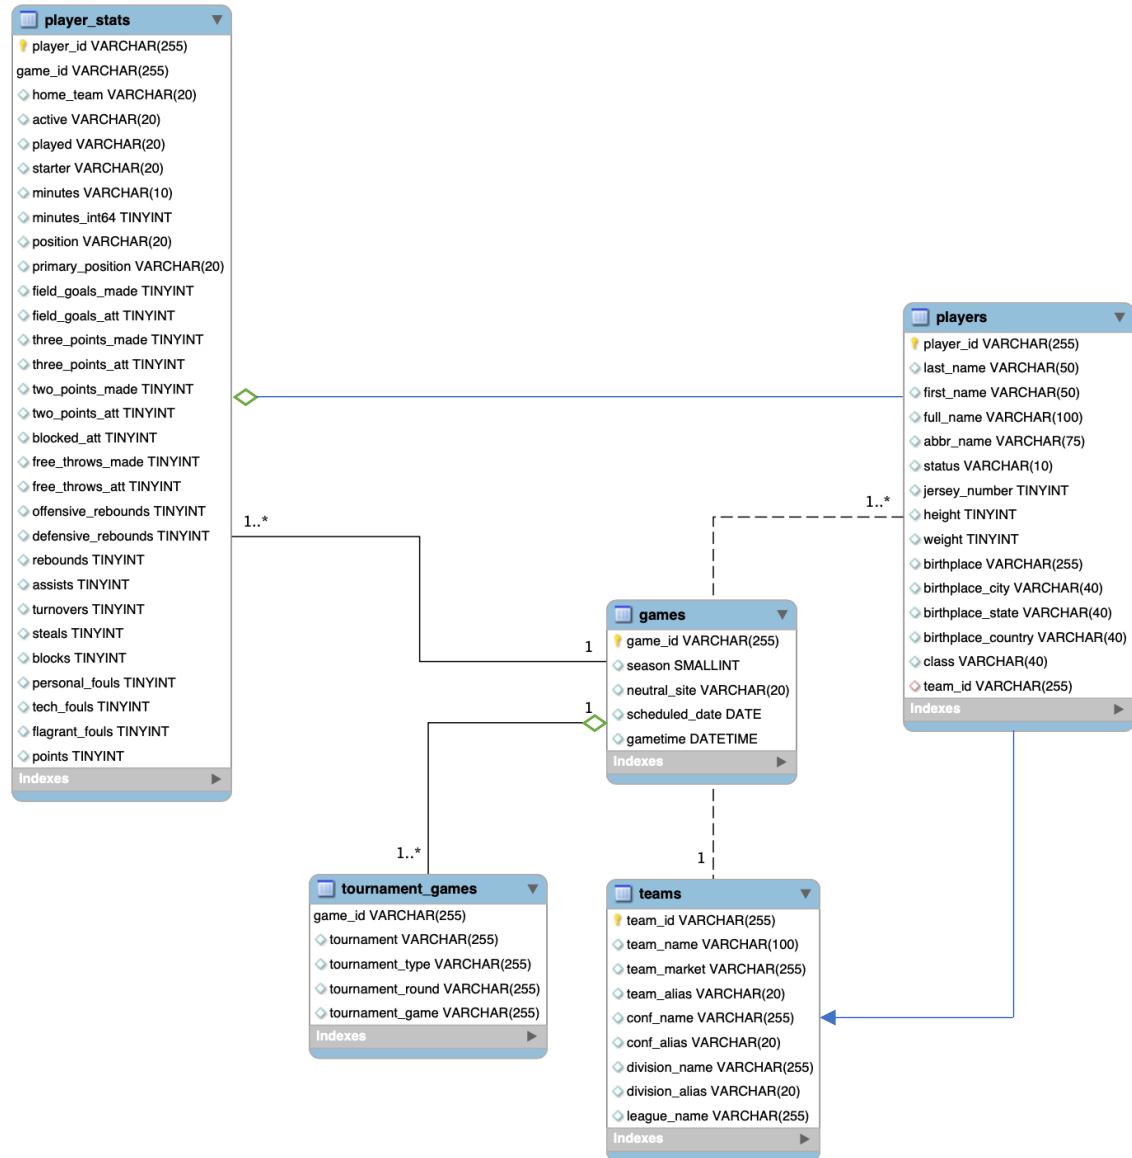 player_stats
player_id VARCHAR(255)
game_id VARCHAR(255)
home_team VARCHAR(20)
active VARCHAR(20)
played VARCHAR(20)
starter VARCHAR(20)
minutes VARCHAR(10)
minutes_int64 TINYINT
position VARCHAR(20)
primary_position VARCHAR(20)
field_goals_made TINYINT
field_goals_att TINYINT
three_points_made TINYINT
three_points_att TINYINT
two_points_made TINYINT
two_points_att TINYINT
blocked_att TINYINT
free_throws_made TINYINT
free_throws_att TINYINT
offensive_rebounds TINYINT
defensive_rebounds TINYINT
rebounds TINYINT
assists TINYINT
turnovers TINYINT
steals TINYINT
blocks TINYINT
personal_fouls TINYINT
tech_fouls TINYINT
flagrant_fouls TINYINT
points TINYINT
Indexes
1..*
1
1
1..*
1..*
1
players
player_id VARCHAR(255)
last_name VARCHAR(50)
first_name VARCHAR(50)
full_name VARCHAR(100)
abbr_name VARCHAR(75)
status VARCHAR(10)
jersey_number TINYINT
height TINYINT
weight TINYINT
birthplace VARCHAR(255)
birthplace_city VARCHAR(40)
birthplace_state VARCHAR(40)
birthplace_country VARCHAR(40)
class VARCHAR(40)
team_id VARCHAR(255)
Indexes
games
game_id VARCHAR(255)
season SMALLINT
neutral_site VARCHAR(20)
scheduled_date DATE
gametime DATETIME
Indexes
tournament_games
game_id VARCHAR(255)
tournament VARCHAR(255)
tournament_type VARCHAR(255)
tournament_round VARCHAR(255)
tournament_game VARCHAR(255)
Indexes
teams
team_id VARCHAR(255)
team_name VARCHAR(100)
team_market VARCHAR(255)
team_alias VARCHAR(20)
conf_name VARCHAR(255)
conf_alias VARCHAR(20)
division_name VARCHAR(255)
division_alias VARCHAR(20)
league_name VARCHAR(255)
Indexes